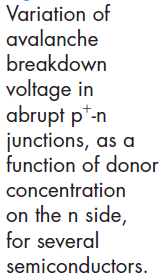 Variation of
avalanche
breakdown
voltage in
abrupt p⁺-n
junctions, as a
function of donor
concentration
on the n side,
for several
semiconductors.